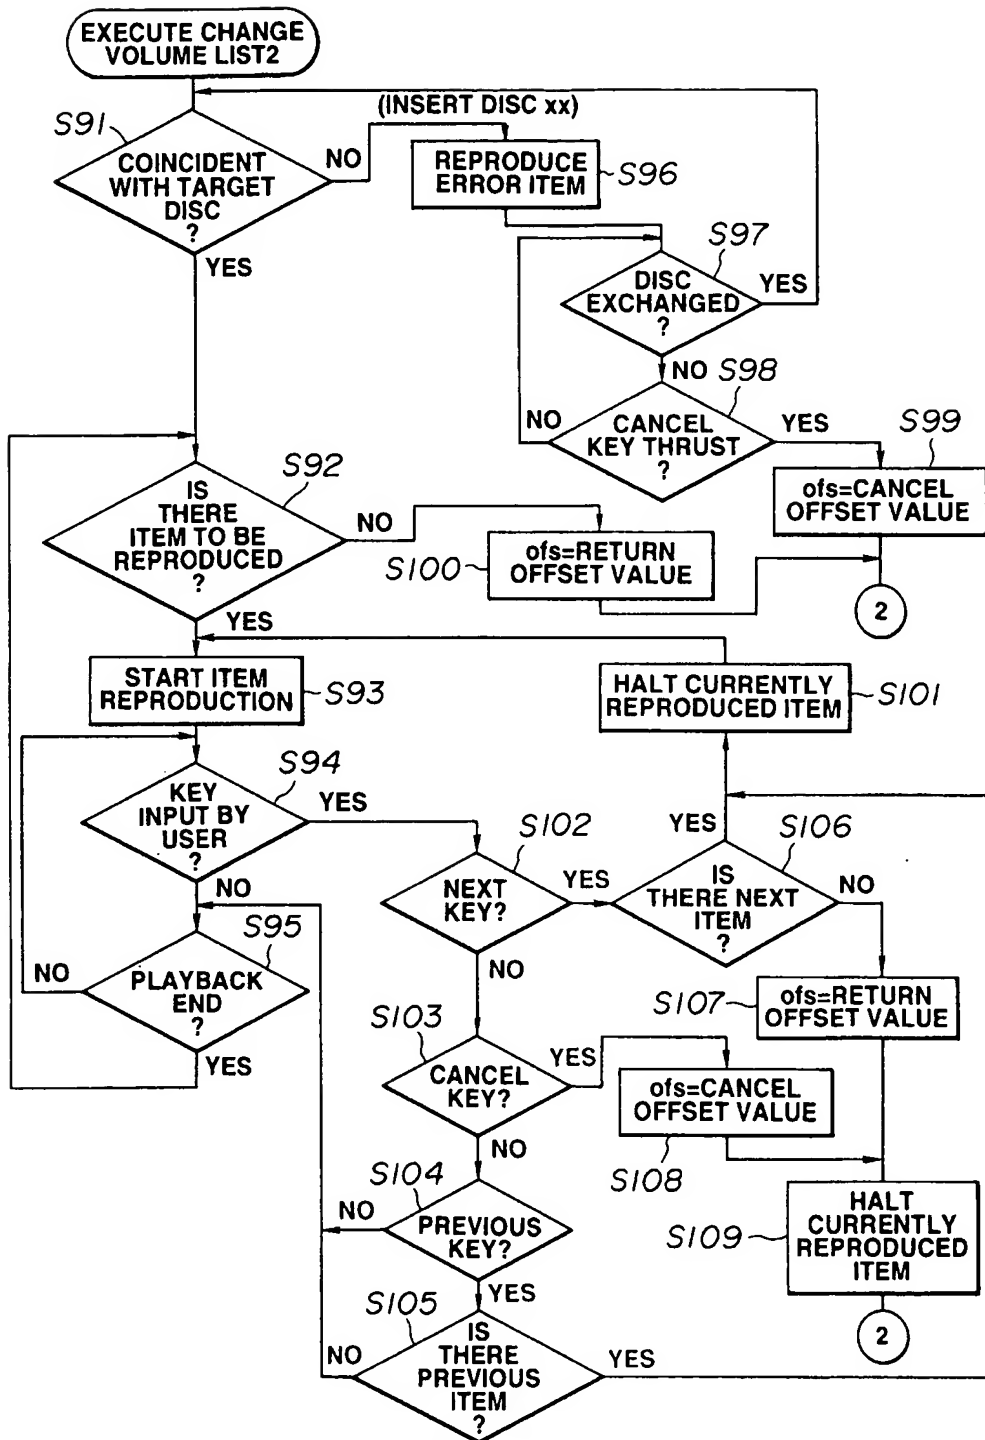 EXECUTE CHANGE
VOLUME LIST2
(INSERT DISC xx)
S91
COINCIDENT
WITH TARGET
DISC
?
NO
YES
REPRODUCE
ERROR ITEM
S96
S97
DISC
EXCHANGED
?
YES
NO
S98
CANCEL
KEY THRUST
?
NO
YES
S99
ofs=CANCEL
OFFSET VALUE
2
S92
IS
THERE
ITEM TO BE
REPRODUCED
?
NO
YES
S100
ofs=RETURN
OFFSET VALUE
START ITEM
REPRODUCTION
S93
HALT CURRENTLY
REPRODUCED ITEM
S101
S94
KEY
INPUT BY
USER
?
YES
NO
S102
NEXT
KEY?
YES
NO
YES
S106
IS
THERE NEXT
ITEM
?
NO
S95
PLAYBACK
END
?
NO
YES
S107
ofs=RETURN
OFFSET VALUE
S103
CANCEL
KEY?
YES
NO
ofs=CANCEL
OFFSET VALUE
S108
S104
PREVIOUS
KEY?
NO
YES
S109
HALT
CURRENTLY
REPRODUCED
ITEM
2
S105
IS
THERE
PREVIOUS
ITEM
?
NO
YES